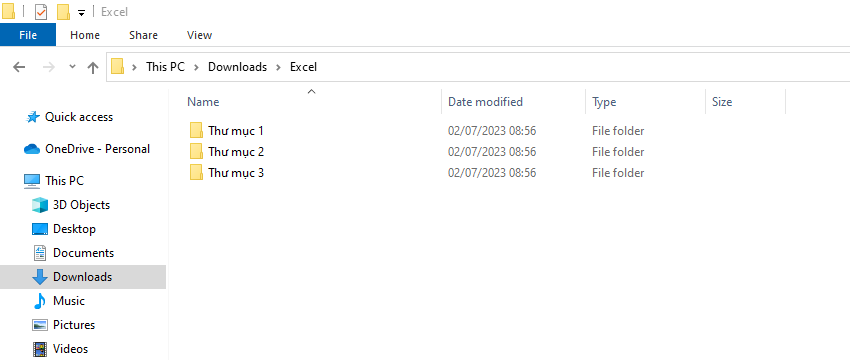 Excel
File Home Share View
This PC Downloads Excel
Name Date modified Type Size
Quick access
OneDrive - Personal
This PC
3D Objects
Desktop
Documents
Downloads
Music
Pictures
Videos
Thư mục 1 02/07/2023 08:56 File folder
Thư mục 2 02/07/2023 08:56 File folder
Thư mục 3 02/07/2023 08:56 File folder